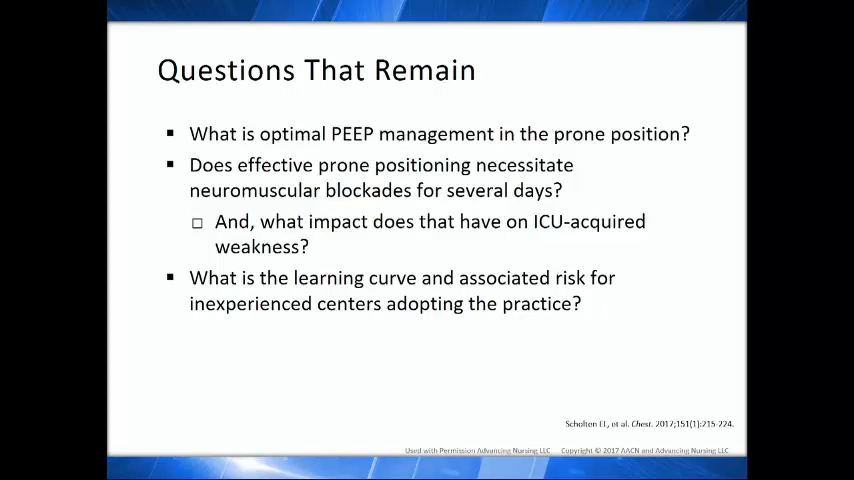 Questions That Remain
▪ What is optimal PEEP management in the prone position?
▪ Does effective prone positioning necessitate
neuromuscular blockades for several days?
□ And, what impact does that have on ICU-acquired
weakness?
▪ What is the learning curve and associated risk for
inexperienced centers adopting the practice?
Scholten EL, et al. Chest. 2017;151(1):215-224.
Used with Permission Advancing Nursing LLC Copyright © 2017 AACN and Advancing Nursing LLC